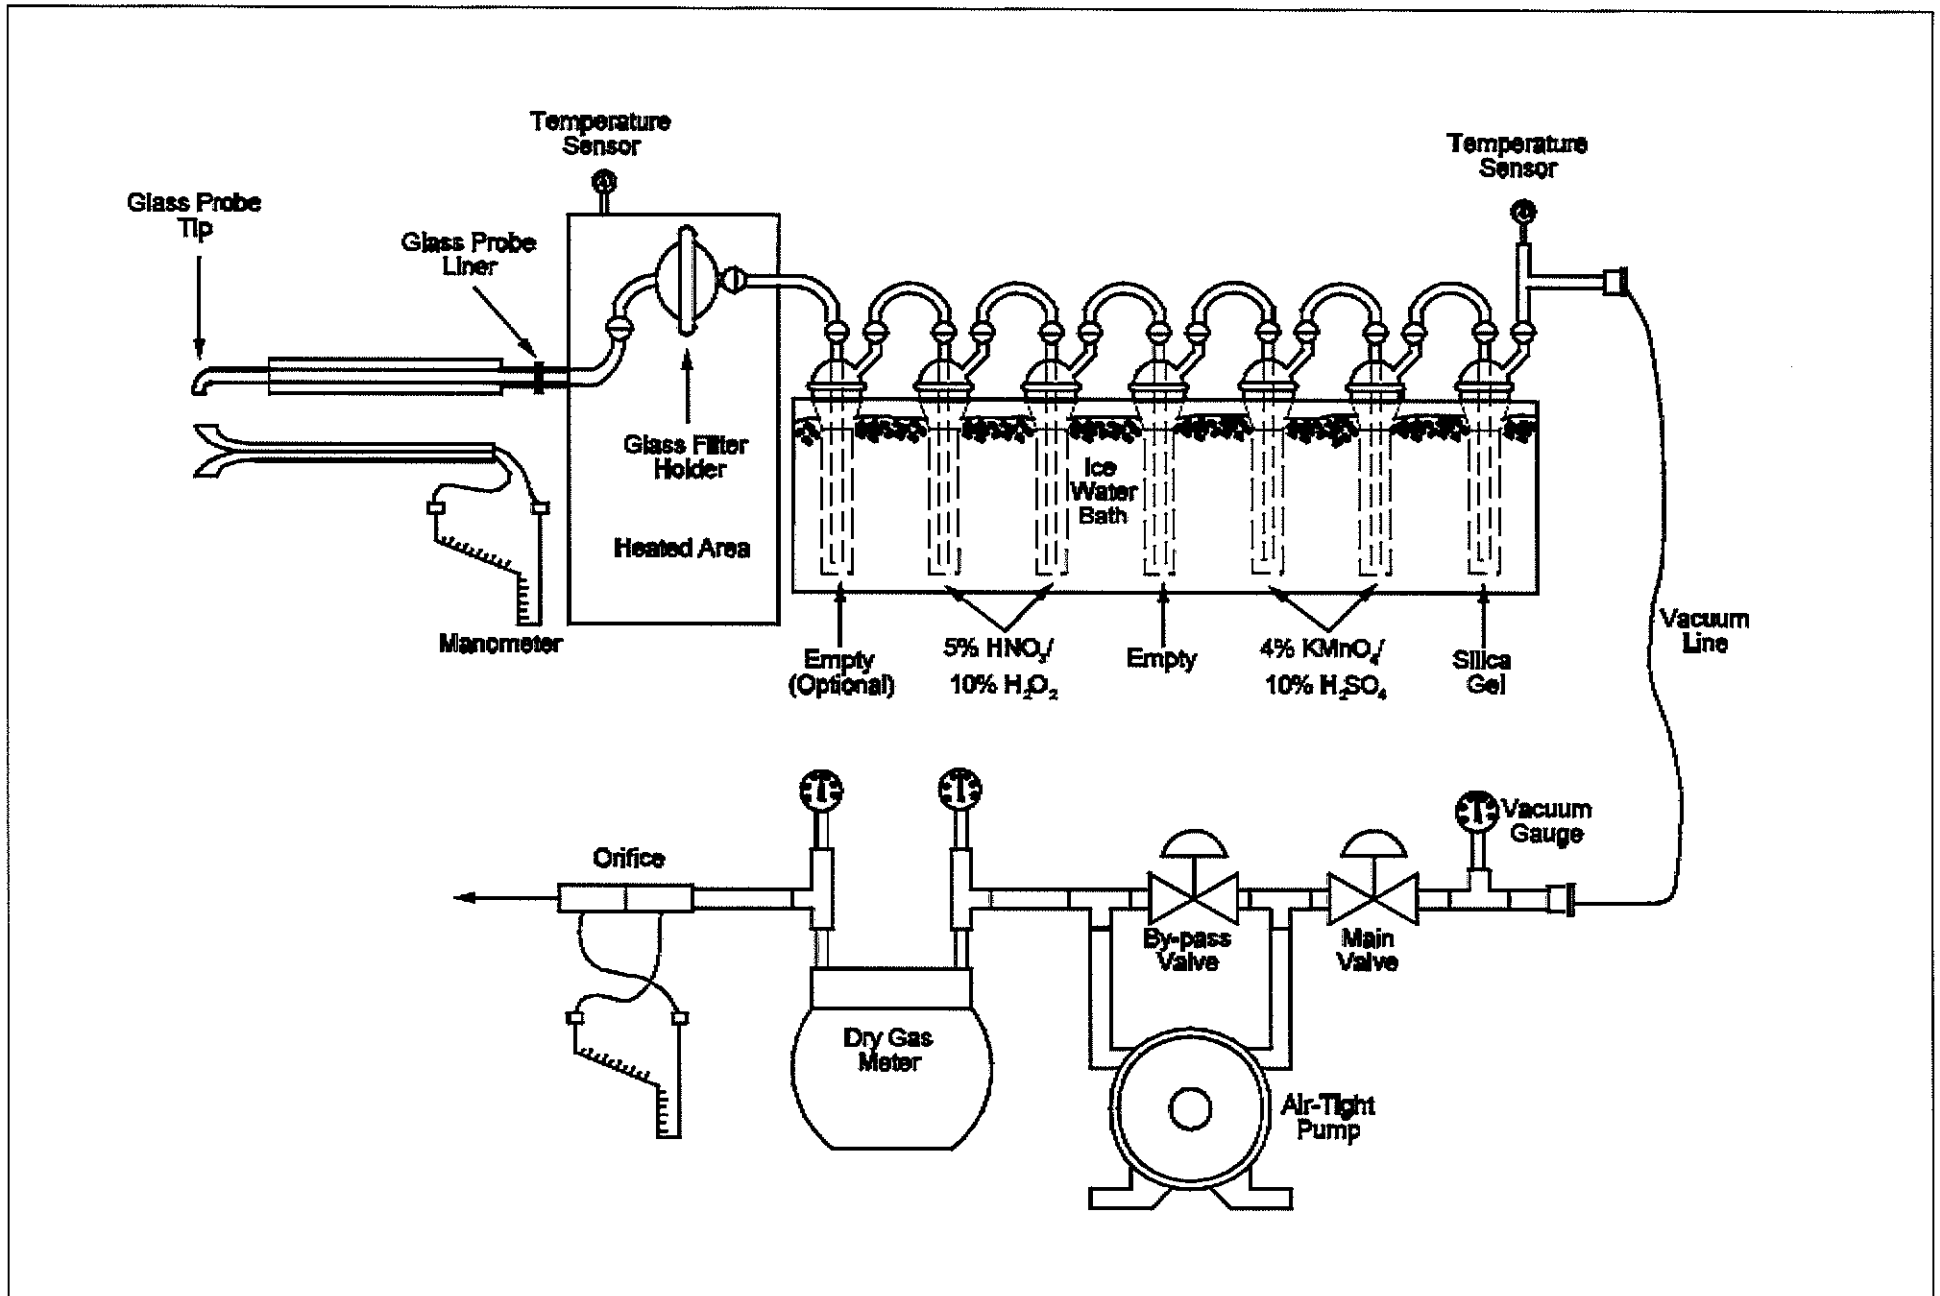 Temperature
Sensor
Temperature
Sensor
Glass Probe
Tip
Glass Probe
Liner
Glass Filter
Holder
Ice
Water
Bath
Heated Area
Manometer
Empty
(Optional)
5% HNO₃/
10% H₂O₂
Empty
4% KMnO₄/
10% H₂SO₄
Silica
Gel
Vacuum
Line
Vacuum
Gauge
Orifice
By-pass
Valve
Main
Valve
Dry Gas
Meter
Air-Tight
Pump